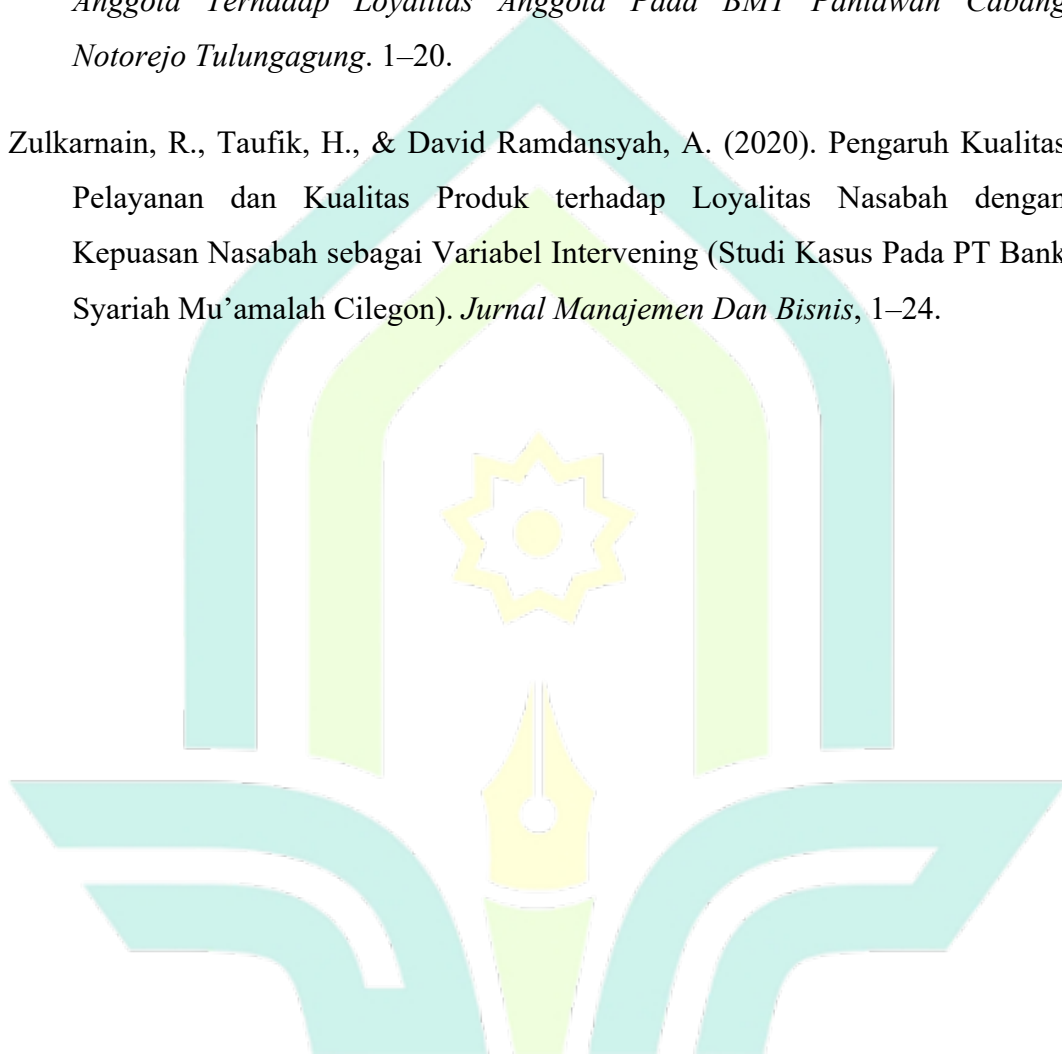 Anggota Terhadap Loyalitas Anggota Pada BMT Pahlawan Cabang
Notorejo Tulungagung. 1–20.
Zulkarnain, R., Taufik, H., & David Ramdansyah, A. (2020). Pengaruh Kualitas
Pelayanan dan Kualitas Produk terhadap Loyalitas Nasabah dengan
Kepuasan Nasabah sebagai Variabel Intervening (Studi Kasus Pada PT Bank
Syariah Mu’amalah Cilegon). Jurnal Manajemen Dan Bisnis, 1–24.